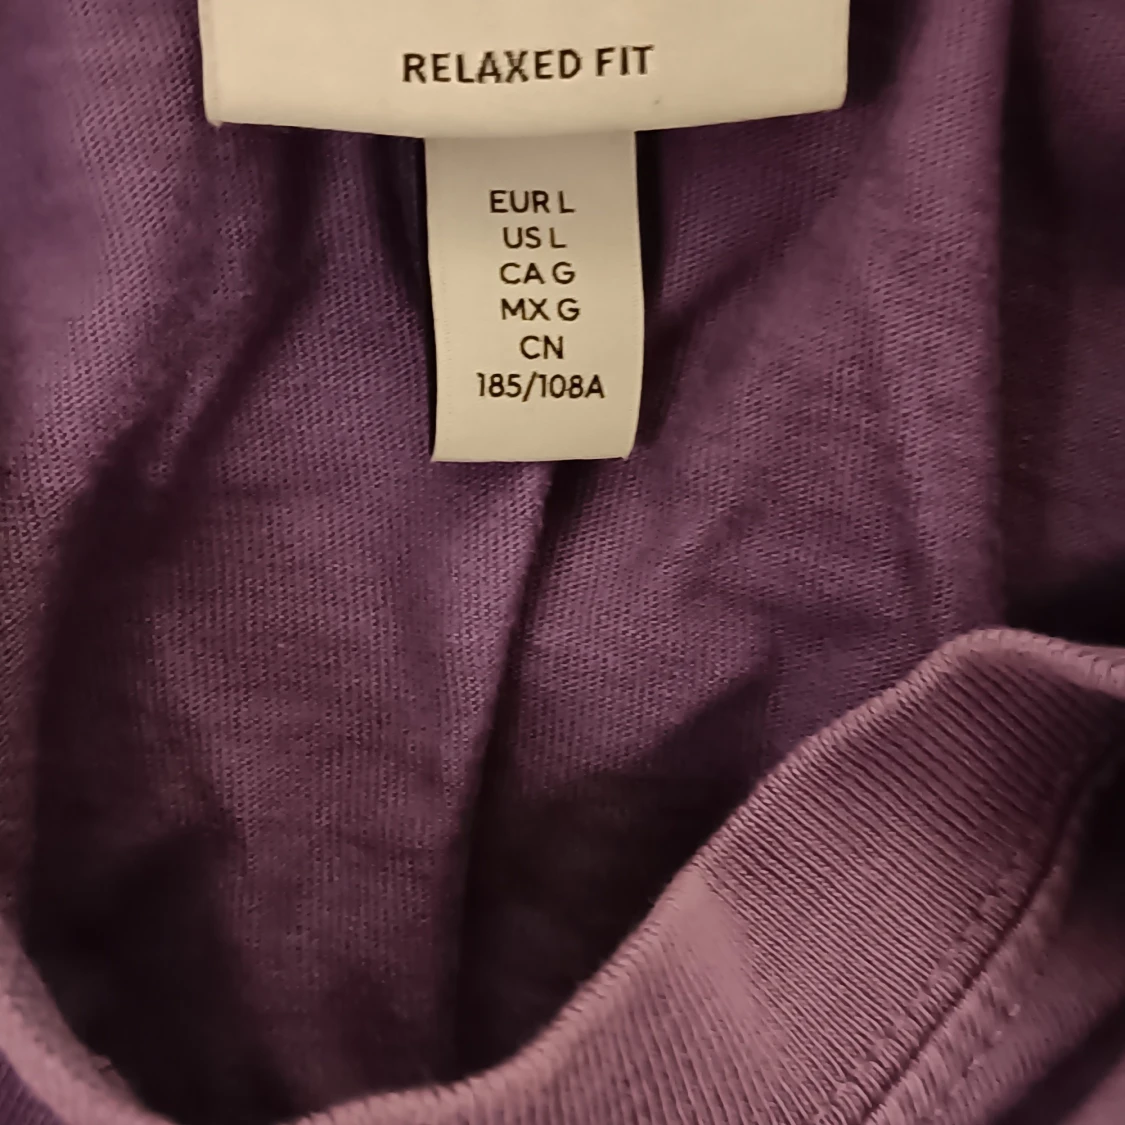 RELAXED FIT
EUR L
US L
CA G
MX G
CN
185/108A